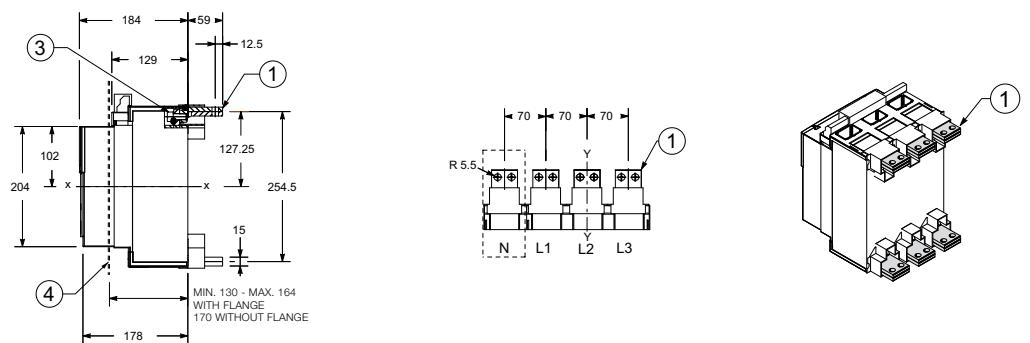 184
59
12.5
3
129
1
102
204
x
x
127.25
254.5
15
4
MIN. 130 - MAX. 164
WITH FLANGE
170 WITHOUT FLANGE
178
70
70
70
Y
R 5.5
1
Y
N
L1
L2
L3
1